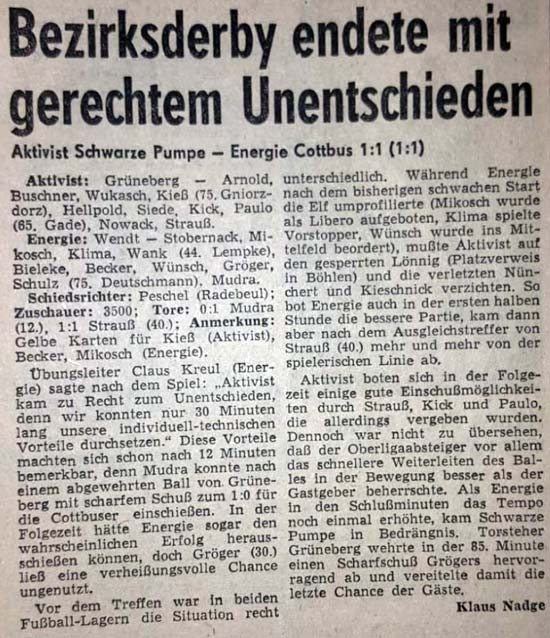 Bezirksderby endete mit
gerechtem Unentschieden
Aktivist Schwarze Pumpe – Energie Cottbus 1:1 (1:1)
Aktivist: Grüneberg — Arnold,
Buschner, Wukasch, Kieß (75. Gniorz-
dorz), Hellpold, Siede, Kick, Paulo
(65. Gade), Nowack, Strauß.
Energie: Wendt — Stobernack, Mi-
kosch, Klima, Wank (44. Lempke),
Bieleke, Becker, Wünsch, Gröger,
Schulz (75. Deutschmann), Mudra.
Schiedsrichter: Peschel (Radebeul);
Zuschauer: 3500; Tore: 0:1 Mudra
(12.), 1:1 Strauß (40.); Anmerkung:
Gelbe Karten für Kieß (Aktivist),
Becker, Mikosch (Energie).
Übungsleiter Claus Kreul (Ener-
gie) sagte nach dem Spiel: „Aktivist
kam zu Recht zum Unentschieden,
denn wir konnten nur 30 Minuten
lang unsere individuell-technischen
Vorteile durchsetzen.“ Diese Vorteile
machten sich schon nach 12 Minuten
bemerkbar, denn Mudra konnte nach
einem abgewehrten Ball von Grüne-
berg mit scharfem Schuß zum 1:0 für
die Cottbuser einschießen. In der
Folgezeit hätte Energie sogar den
wahrscheinlichen Erfolg heraus-
schießen können, doch Gröger (30.)
ließ eine verheißungsvolle Chance
ungenutzt.
Vor dem Treffen war in beiden
Fußball-Lagern die Situation recht
unterschiedlich. Während Energie
nach dem bisherigen schwachen Start
die Elf umprofilierte (Mikosch wurde
als Libero aufgeboten, Klima spielte
Vorstopper, Wünsch wurde ins Mit-
telfeld beordert), mußte Aktivist auf
den gesperrten Lönnig (Platzverweis
in Böhlen) und die verletzten Nün-
chert und Kieschnick verzichten. So
bot Energie auch in der ersten halben
Stunde die bessere Partie, kam dann
aber nach dem Ausgleichstreffer von
Strauß (40.) mehr und mehr von der
spielerischen Linie ab.
Aktivist boten sich in der Folge-
zeit einige gute Einschußmöglichkei-
ten durch Strauß, Kick und Paulo,
die allerdings vergeben wurden.
Dennoch war nicht zu übersehen,
daß der Oberligaabsteiger vor allem
das schnellere Weiterleiten des Bal-
les in der Bewegung besser als der
Gastgeber beherrschte. Als Energie
in den Schlußminuten das Tempo
noch einmal erhöhte, kam Schwarze
Pumpe in Bedrängnis. Torsteher
Grüneberg wehrte in der 85. Minute
einen Scharfschuß Grögers hervor-
ragend ab und vereitelte damit die
letzte Chance der Gäste.
Klaus Nadge